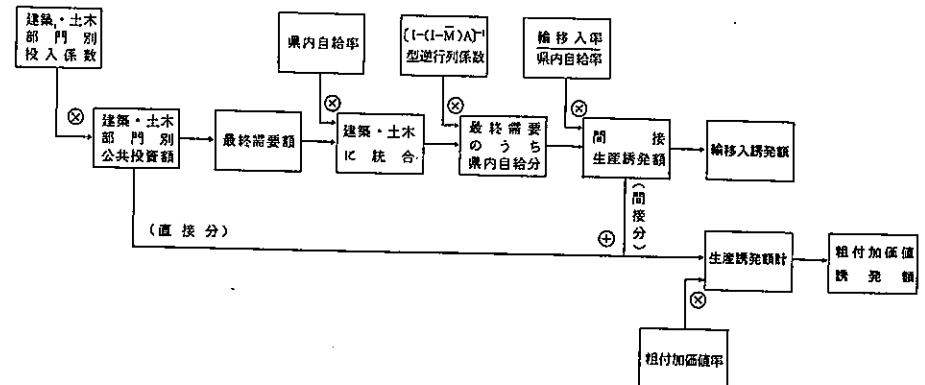 建築・土木
部門別
投入係数
県内自給率
(I-(I-M̄)A)⁻¹
型逆行列係数
輸移入率
県内自給率
⊗
⊗
⊗
⊗
建築・土木
部門別
公共投資額
最終需要額
建築・土木
に統合
最終需要
のうち
県内自給分
間接
生産誘発額
輸移入誘発額
(直接分)
(間接分)
⊕
生産誘発額計
粗付加価値
誘発額
⊗
粗付加価値率